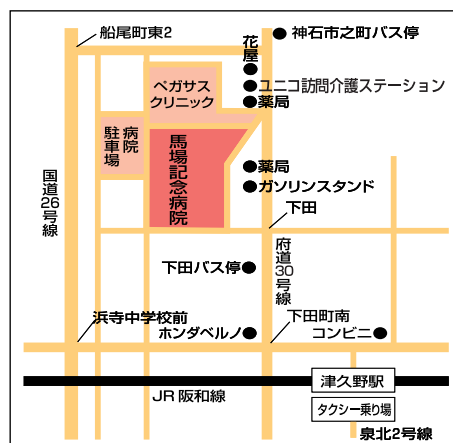 船尾町東2
花屋
神石市之町バス停
ペガサス
クリニック
ユニコ訪問介護ステーション
薬局
病院
駐車場
馬場記念病院
薬局
ガソリンスタンド
国道26号線
下田
下田バス停
府道30号線
浜寺中学校前
ホンダベルノ
下田町南
コンビニ
JR阪和線
津久野駅
タクシー乗り場
泉北2号線